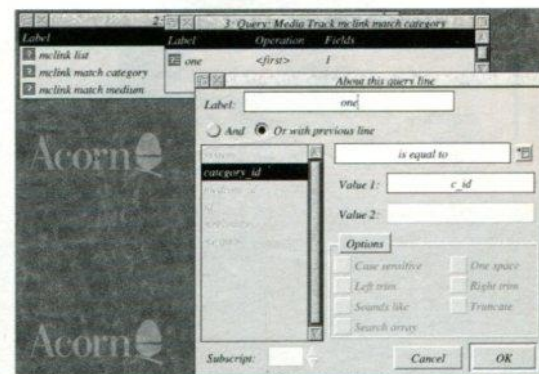 2:
Label
mclink list
mclink match category
mclink match medium
3: Query: Media Track mclink match category
Label Operation Fields
one <first> 1
About this query line
Label: one
And Or with previous line
category_id
is equal to
Value 1: c_id
Value 2:
Options
Case sensitive One space
Left trim Right trim
Sounds like Truncate
Search array
Subscript:
Cancel OK
Acorn
Acorn